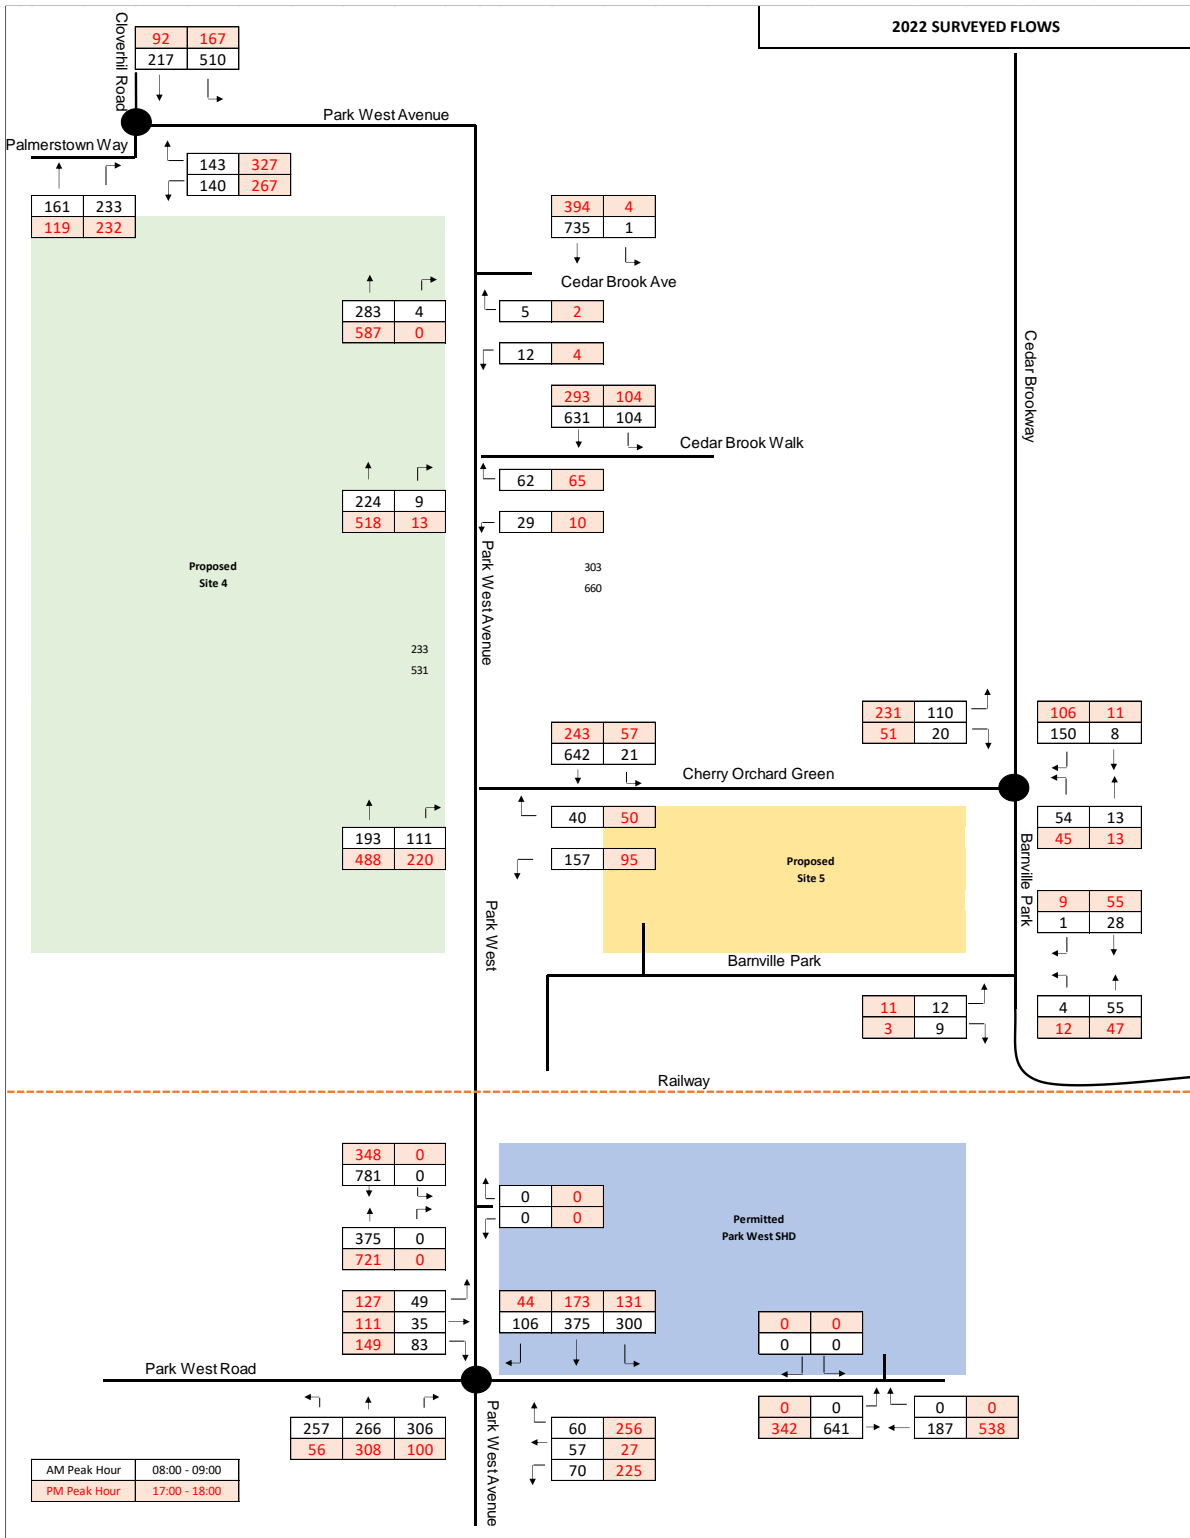 2022 SURVEYED FLOWS
Cloverhil Road
92 167
217 510
Park West Avenue
Palmerstown Way
143 327
140 267
161 233
119 232
394 4
735 1
Cedar Brook Ave
283 4
587 0
5 2
12 4
293 104
631 104
Cedar Brook Walk
Cedar Brookway
62 65
224 9
518 13
29 10
Park West Avenue
Proposed
Site 4
303
660
233
531
231 110
51 20
106 11
150 8
243 57
642 21
Cherry Orchard Green
40 50
54 13
45 13
193 111
488 220
157 95
Proposed
Site 5
Barnville Park
9 55
1 28
Park West
Barnville Park
11 12
3 9
4 55
12 47
Railway
348 0
781 0
0 0
0 0
Permitted
Park West SHD
375 0
721 0
127 49
111 35
149 83
44 173 131
106 375 300
0 0
0 0
Park West Road
257 266 306
56 308 100
Park West Avenue
60 256
57 27
70 225
0 0
342 641
0 0
187 538
AM Peak Hour 08:00 - 09:00
PM Peak Hour 17:00 - 18:00